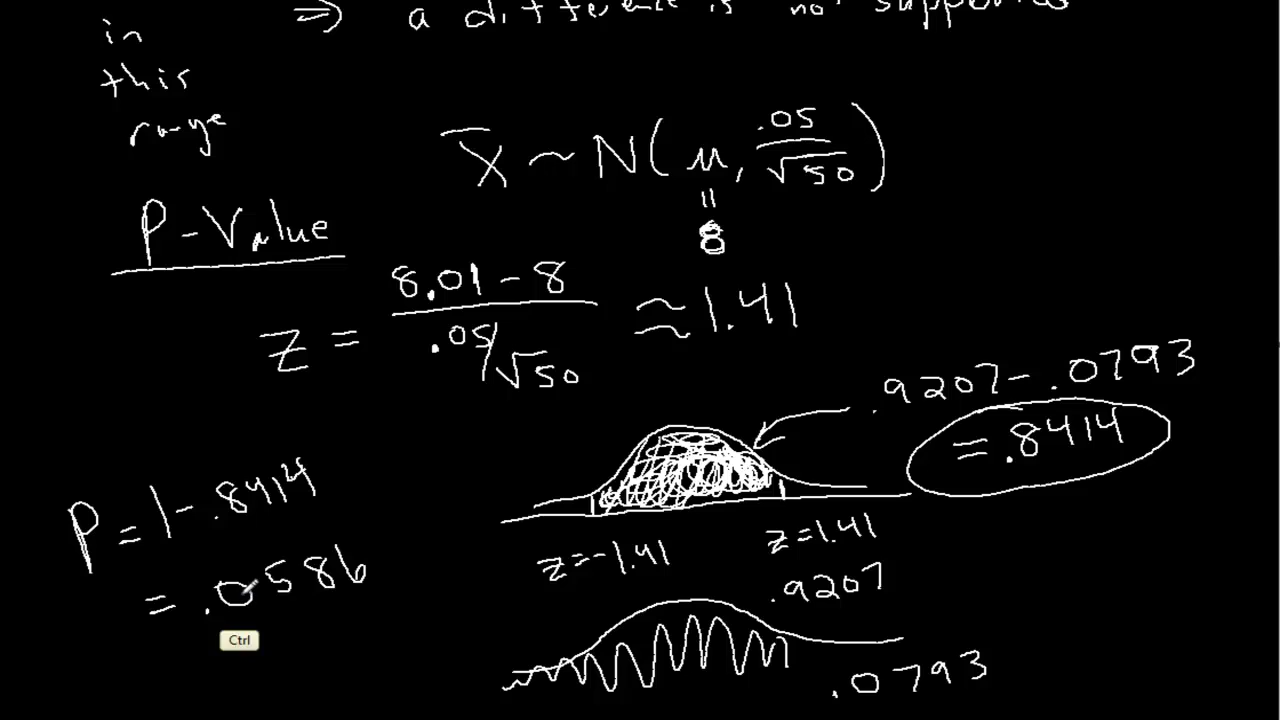 ⇒ a difference is not supported
in
this
range
X̄ ~ N(μ, .05/√50)
=
8
P-Value
z = (8.01 - 8)/(.05/√50) ≈ 1.41
.9207 - .0793
= .8414
P = 1 - .8414
= .0586
z=-1.41
z=1.41
.9207
.0793
Ctrl